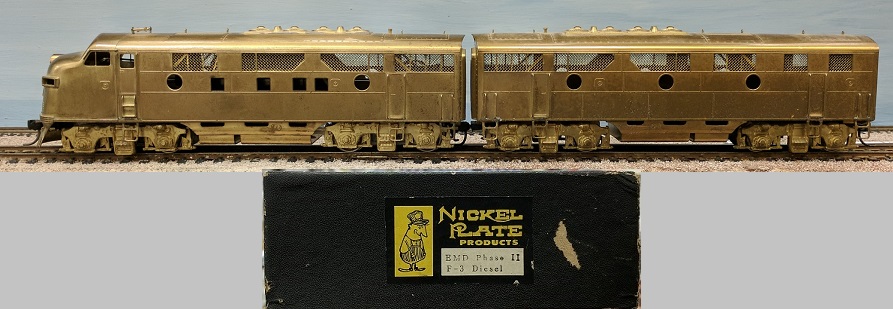 NICKEL
PLATE
PRODUCTS
EMD Phase II
F-3 Diesel